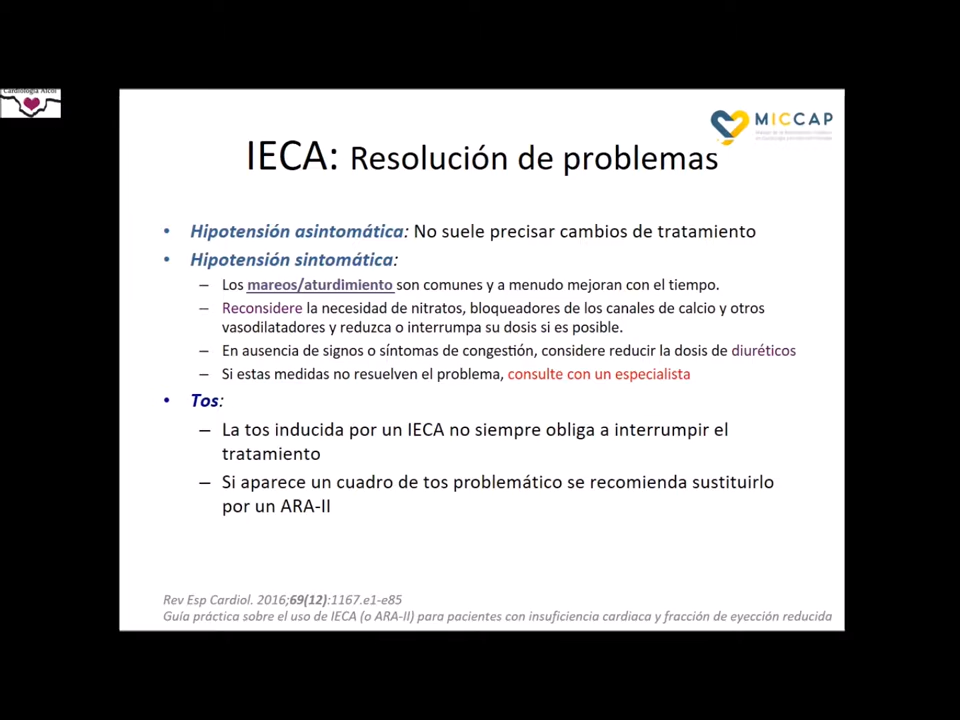 Cardiología Alcoi
MICCAP
IECA: Resolución de problemas
• Hipotensión asintomática: No suele precisar cambios de tratamiento
• Hipotensión sintomática:
– Los mareos/aturdimiento son comunes y a menudo mejoran con el tiempo.
– Reconsidere la necesidad de nitratos, bloqueadores de los canales de calcio y otros
vasodilatadores y reduzca o interrumpa su dosis si es posible.
– En ausencia de signos o síntomas de congestión, considere reducir la dosis de diuréticos
– Si estas medidas no resuelven el problema, consulte con un especialista
• Tos:
– La tos inducida por un IECA no siempre obliga a interrumpir el
tratamiento
– Si aparece un cuadro de tos problemático se recomienda sustituirlo
por un ARA-II
Rev Esp Cardiol. 2016;69(12):1167.e1-e85
Guía práctica sobre el uso de IECA (o ARA-II) para pacientes con insuficiencia cardiaca y fracción de eyección reducida